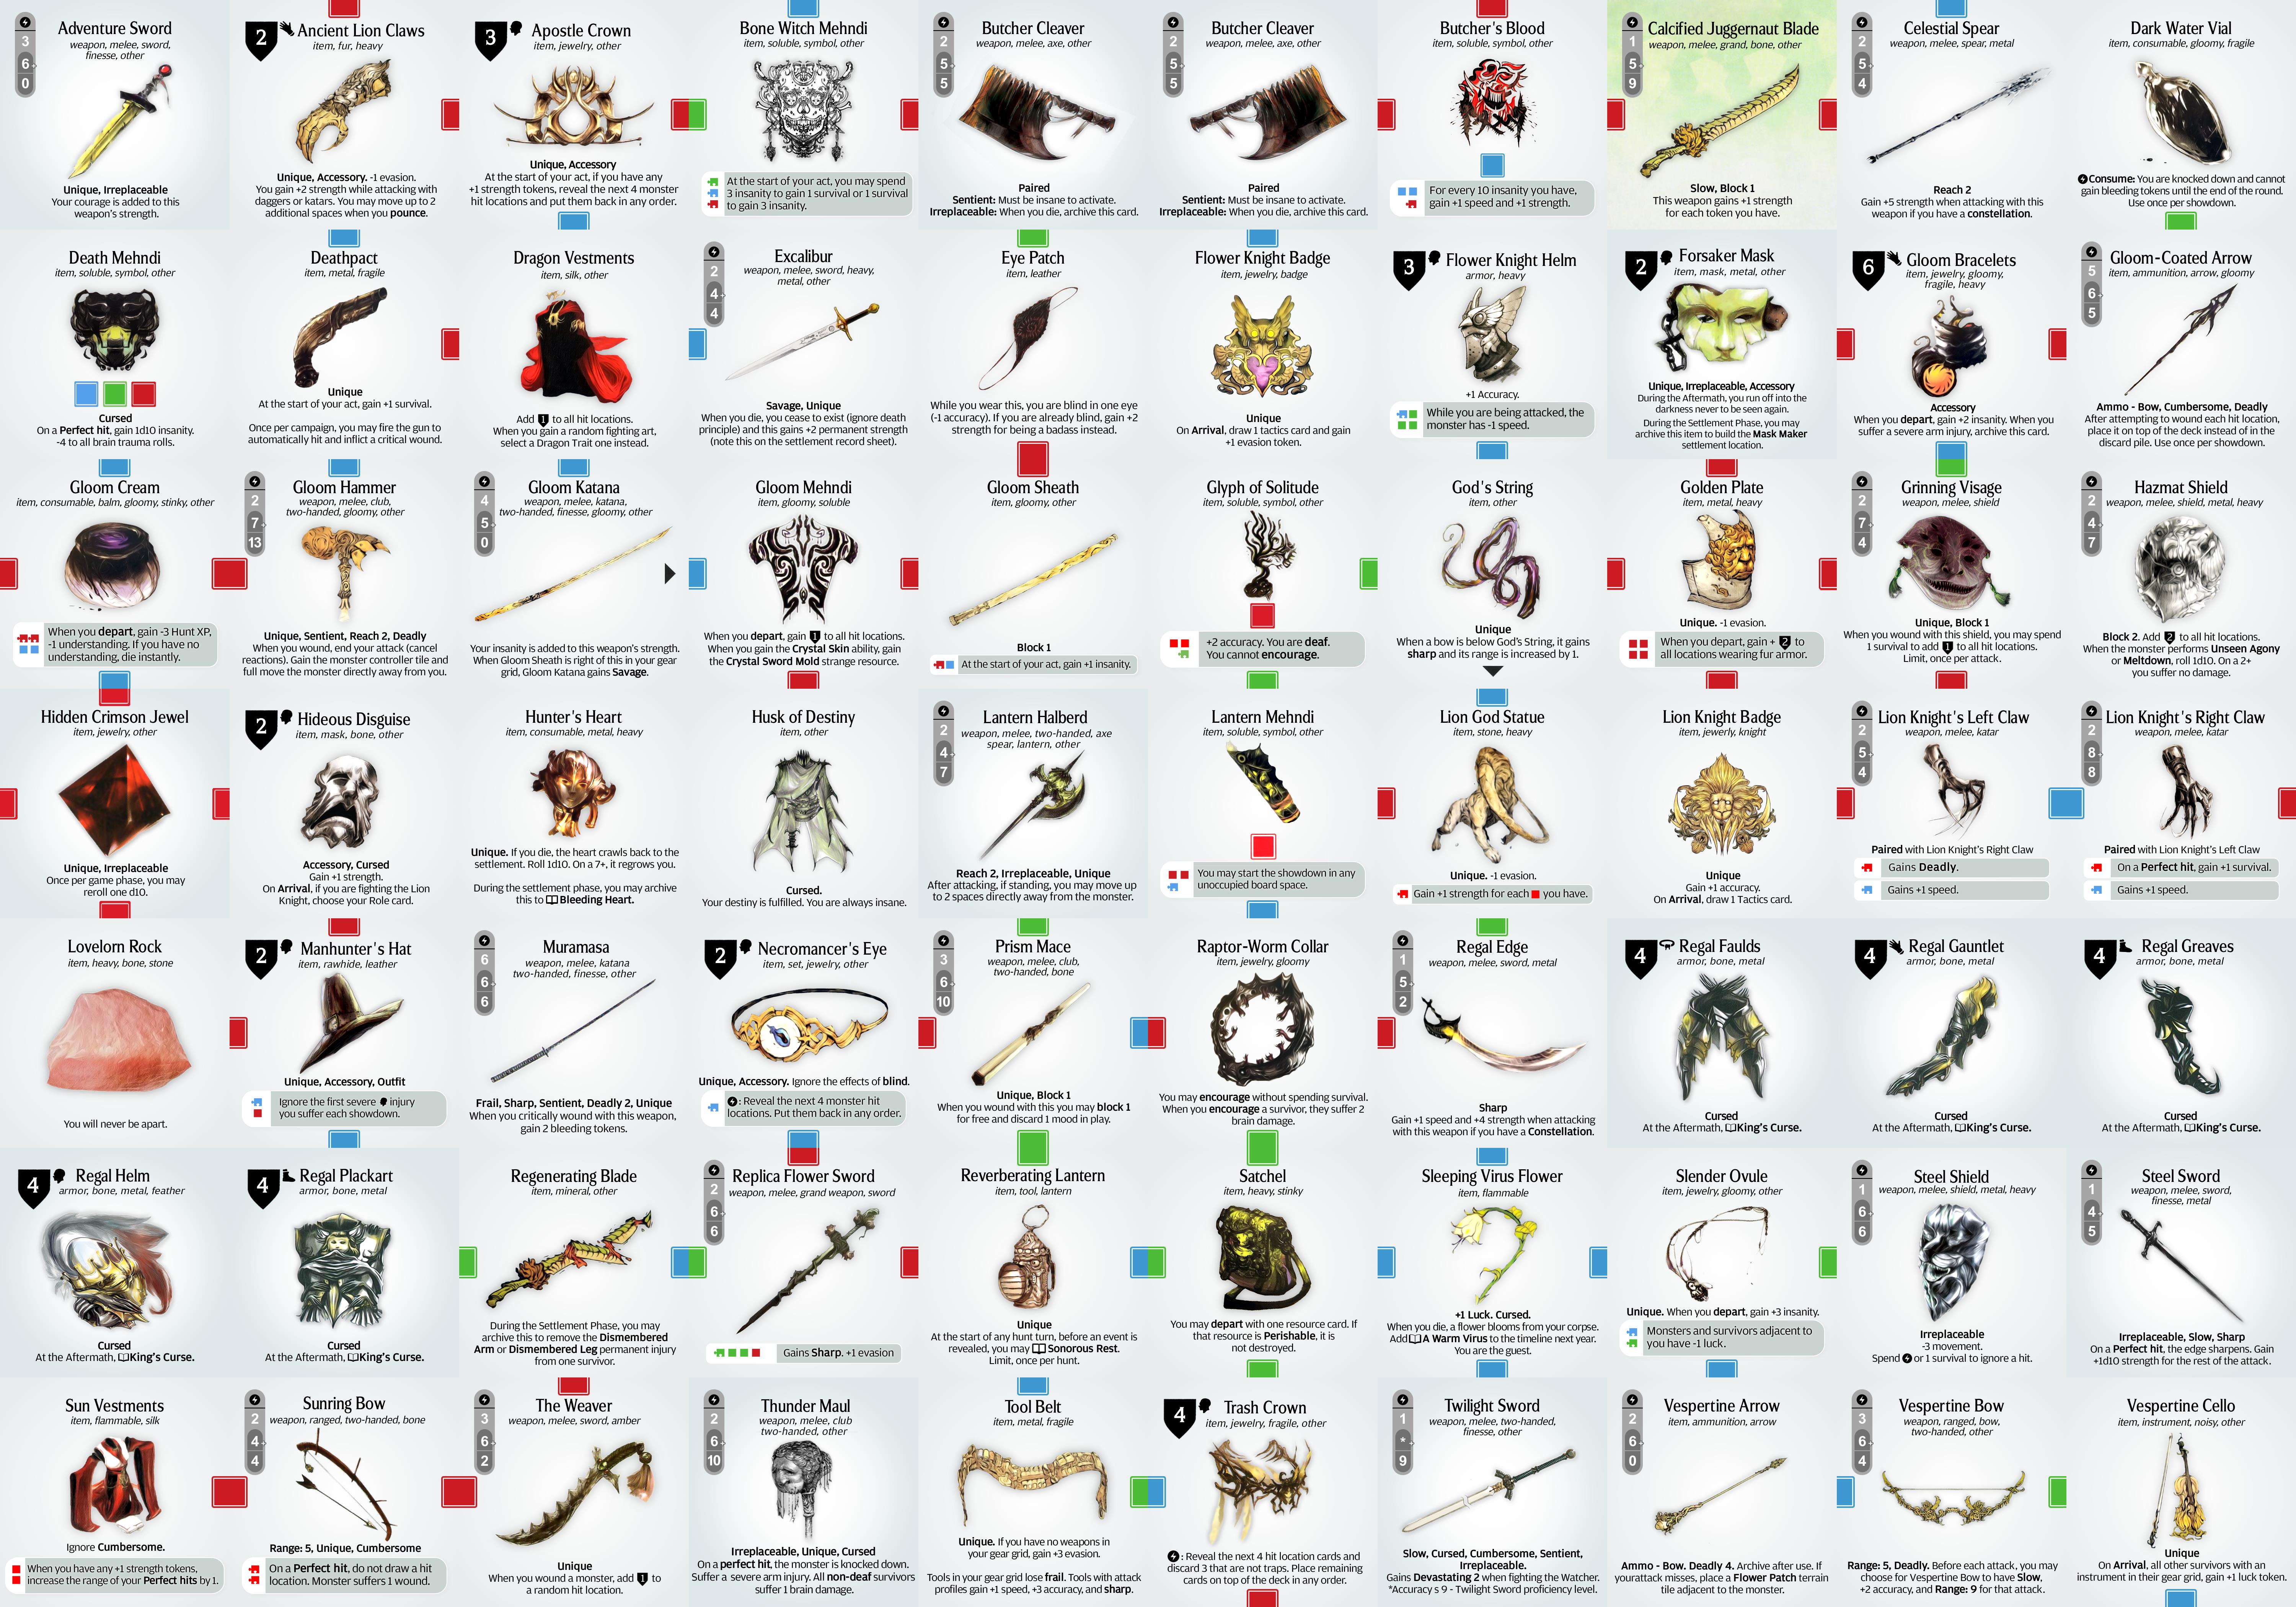 Adventure Sword
weapon, melee, sword,
finesse, other
3
6
0
Unique, Irreplaceable
Your courage is added to this
weapon's strength.
2
Ancient Lion Claws
item, fur, heavy
Unique, Accessory. -1 evasion.
You gain +2 strength while attacking with
daggers or katars. You may move up to 2
additional spaces when you pounce.
3
Apostle Crown
item, jewelry, other
Unique, Accessory
At the start of your act, if you have any
+1 strength tokens, reveal the next 4 monster
hit locations and put them back in any order.
Bone Witch Mehndi
item, soluble, symbol, other
At the start of your act, you may spend
3 insanity to gain 1 survival or 1 survival
to gain 3 insanity.
Butcher Cleaver
weapon, melee, axe, other
2
5
5
Paired
Sentient: Must be insane to activate.
Irreplaceable: When you die, archive this card.
Butcher Cleaver
weapon, melee, axe, other
2
5
5
Paired
Sentient: Must be insane to activate.
Irreplaceable: When you die, archive this card.
Butcher's Blood
item, soluble, symbol, other
For every 10 insanity you have,
gain +1 speed and +1 strength.
Calcified Juggernaut Blade
weapon, melee, grand, bone, other
1
5
9
Slow, Block 1
This weapon gains +1 strength
for each token you have.
Celestial Spear
weapon, melee, spear, metal
2
5
4
Reach 2
Gain +5 strength when attacking with this
weapon if you have a constellation.
Dark Water Vial
item, consumable, gloomy, fragile
Consume: You are knocked down and cannot
gain bleeding tokens until the end of the round.
Use once per showdown.
Death Mehndi
item, soluble, symbol, other
Cursed
On a Perfect hit, gain 1d10 insanity.
-4 to all brain trauma rolls.
Deathpact
item, metal, fragile
Unique
At the start of your act, gain +1 survival.
Once per campaign, you may fire the gun to
automatically hit and inflict a critical wound.
Dragon Vestments
item, silk, other
Add 1 to all hit locations.
When you gain a random fighting art,
select a Dragon Trait one instead.
Excalibur
weapon, melee, sword, heavy,
metal, other
2
4
4
Savage, Unique
When you die, you cease to exist (ignore death
principle) and this gains +2 permanent strength
(note this on the settlement record sheet).
Eye Patch
item, leather
While you wear this, you are blind in one eye
(-1 accuracy). If you are already blind, gain +2
strength for being a badass instead.
Flower Knight Badge
item, jewelry, badge
Unique
On Arrival, draw 1 tactics card and gain
+1 evasion token.
3
Flower Knight Helm
armor, heavy
+1 Accuracy.
While you are being attacked, the
monster has -1 speed.
2
Forsaker Mask
item, mask, metal, other
Unique, Irreplaceable, Accessory
During the Aftermath, you run off into the
darkness never to be seen again.
During the Settlement Phase, you may
archive this item to build the Mask Maker
settlement location.
6
Gloom Bracelets
item, jewelry, gloomy,
fragile, heavy
Accessory
When you depart, gain +2 insanity. When you
suffer a severe arm injury, archive this card.
Gloom-Coated Arrow
item, ammunition, arrow, gloomy
5
6
5
Ammo - Bow, Cumbersome, Deadly
After attempting to wound each hit location,
place it on top of the deck instead of in the
discard pile. Use once per showdown.
Gloom Cream
item, consumable, balm, gloomy, stinky, other
When you depart, gain -3 Hunt XP,
-1 understanding. If you have no
understanding, die instantly.
Gloom Hammer
weapon, melee, club,
two-handed, gloomy, other
2
7
13
Unique, Sentient, Reach 2, Deadly
When you wound, end your attack (cancel
reactions). Gain the monster controller tile and
full move the monster directly away from you.
Gloom Katana
weapon, melee, katana,
two-handed, finesse, gloomy, other
4
5
0
Your insanity is added to this weapon's strength.
When Gloom Sheath is right of this in your gear
grid, Gloom Katana gains Savage.
Gloom Mehndi
item, gloomy, soluble
When you depart, gain 1 to all hit locations.
When you gain the Crystal Skin ability, gain
the Crystal Sword Mold strange resource.
Gloom Sheath
item, gloomy, other
Block 1
At the start of your act, gain +1 insanity.
Glyph of Solitude
item, soluble, symbol, other
+2 accuracy. You are deaf.
You cannot encourage.
God's String
item, other
Unique
When a bow is below God's String, it gains
sharp and its range is increased by 1.
Golden Plate
item, metal, heavy
Unique. -1 evasion.
When you depart, gain + 2 to
all locations wearing fur armor.
Grinning Visage
weapon, melee, shield
2
7
4
Unique, Block 1
When you wound with this shield, you may spend
1 survival to add 1 to all hit locations.
Limit, once per attack.
Hazmat Shield
weapon, melee, shield, metal, heavy
2
4
7
Block 2. Add 2 to all hit locations.
When the monster performs Unseen Agony
or Meltdown, roll 1d10. On a 2+
you suffer no damage.
Hidden Crimson Jewel
item, jewelry, other
Unique, Irreplaceable
Once per game phase, you may
reroll one d10.
2
Hideous Disguise
item, mask, bone, other
Accessory, Cursed
Gain +1 strength.
On Arrival, if you are fighting the Lion
Knight, choose your Role card.
Hunter's Heart
item, consumable, metal, heavy
Unique. If you die, the heart crawls back to the
settlement. Roll 1d10. On a 7+, it regrows you.
During the settlement phase, you may archive
this to Bleeding Heart.
Husk of Destiny
item, other
Cursed.
Your destiny is fulfilled. You are always insane.
Lantern Halberd
weapon, melee, two-handed, axe
spear, lantern, other
2
4
7
Reach 2, Irreplaceable, Unique
After attacking, if standing, you may move up
to 2 spaces directly away from the monster.
Lantern Mehndi
item, soluble, symbol, other
You may start the showdown in any
unoccupied board space.
Lion God Statue
item, stone, heavy
Unique. -1 evasion.
Gain +1 strength for each you have.
Lion Knight Badge
item, jewerly, knight
Unique
Gain +1 accuracy.
On Arrival, draw 1 Tactics card.
Lion Knight's Left Claw
weapon, melee, katar
2
5
4
Paired with Lion Knight's Right Claw
Gains Deadly.
Gains +1 speed.
Lion Knight's Right Claw
weapon, melee, katar
2
8
8
Paired with Lion Knight's Left Claw
On a Perfect hit, gain +1 survival.
Gains +1 speed.
Lovelorn Rock
item, heavy, bone, stone
You will never be apart.
2
Manhunter's Hat
item, rawhide, leather
Unique, Accessory, Outfit
Ignore the first severe injury
you suffer each showdown.
Muramasa
weapon, melee, katana
two-handed, finesse, other
6
6
6
Frail, Sharp, Sentient, Deadly 2, Unique
When you critically wound with this weapon,
gain 2 bleeding tokens.
2
Necromancer's Eye
item, set, jewelry, other
Unique, Accessory. Ignore the effects of blind.
: Reveal the next 4 monster hit
locations. Put them back in any order.
Prism Mace
weapon, melee, club,
two-handed, bone
3
6
10
Unique, Block 1
When you wound with this you may block 1
for free and discard 1 mood in play.
Raptor-Worm Collar
item, jewelry, gloomy
You may encourage without spending survival.
When you encourage a survivor, they suffer 2
brain damage.
Regal Edge
weapon, melee, sword, metal
1
5
2
Sharp
Gain +1 speed and +4 strength when attacking
with this weapon if you have a Constellation.
4
Regal Faulds
armor, bone, metal
Cursed
At the Aftermath, King's Curse.
4
Regal Gauntlet
armor, bone, metal
Cursed
At the Aftermath, King's Curse.
4
Regal Greaves
armor, bone, metal
Cursed
At the Aftermath, King's Curse.
4
Regal Helm
armor, bone, metal, feather
Cursed
At the Aftermath, King's Curse.
4
Regal Plackart
armor, bone, metal
Cursed
At the Aftermath, King's Curse.
Regenerating Blade
item, mineral, other
During the Settlement Phase, you may
archive this to remove the Dismembered
Arm or Dismembered Leg permanent injury
from one survivor.
Replica Flower Sword
weapon, melee, grand weapon, sword
2
6
6
Gains Sharp. +1 evasion
Reverberating Lantern
item, tool, lantern
Unique
At the start of any hunt turn, before an event is
revealed, you may Sonorous Rest.
Limit, once per hunt.
Satchel
item, heavy, stinky
You may depart with one resource card. If
that resource is Perishable, it is
not destroyed.
Sleeping Virus Flower
item, flammable
+1 Luck. Cursed.
When you die, a flower blooms from your corpse.
Add A Warm Virus to the timeline next year.
You are the guest.
Slender Ovule
item, jewelry, gloomy, other
Unique. When you depart, gain +3 insanity.
Monsters and survivors adjacent to
you have -1 luck.
Steel Shield
weapon, melee, shield, metal, heavy
1
6
6
Irreplaceable
-3 movement.
Spend or 1 survival to ignore a hit.
Steel Sword
weapon, melee, sword,
finesse, metal
1
4
5
Irreplaceable, Slow, Sharp
On a Perfect hit, the edge sharpens. Gain
+1d10 strength for the rest of the attack.
Sun Vestments
item, flammable, silk
Ignore Cumbersome.
When you have any +1 strength tokens,
increase the range of your Perfect hits by 1.
Sunring Bow
weapon, ranged, two-handed, bone
2
4
4
Range: 5, Unique, Cumbersome
On a Perfect hit, do not draw a hit
location. Monster suffers 1 wound.
The Weaver
weapon, melee, sword, amber
3
6
2
Unique
When you wound a monster, add 1 to
a random hit location.
Thunder Maul
weapon, melee, club
two-handed, other
2
6
10
Irreplaceable, Unique, Cursed
On a perfect hit, the monster is knocked down.
Suffer a severe arm injury. All non-deaf survivors
suffer 1 brain damage.
Tool Belt
item, metal, fragile
Unique. If you have no weapons in
your gear grid, gain +3 evasion.
Tools in your gear grid lose frail. Tools with attack
profiles gain +1 speed, +3 accuracy, and sharp.
4
Trash Crown
item, jewelry, fragile, other
: Reveal the next 4 hit location cards and
discard 3 that are not traps. Place remaining
cards on top of the deck in any order.
Twilight Sword
weapon, melee, two-handed,
finesse, other
1
*
9
Slow, Cursed, Cumbersome, Sentient,
Irreplaceable.
Gains Devastating 2 when fighting the Watcher.
*Accuracy s 9 - Twilight Sword proficiency level.
Vespertine Arrow
item, ammunition, arrow
2
6
0
Ammo - Bow. Deadly 4. Archive after use. If
yourattack misses, place a Flower Patch terrain
tile adjacent to the monster.
Vespertine Bow
weapon, ranged, bow,
two-handed, other
3
6
4
Range: 5, Deadly. Before each attack, you may
choose for Vespertine Bow to have Slow,
+2 accuracy, and Range: 9 for that attack.
Vespertine Cello
item, instrument, noisy, other
Unique
On Arrival, all other survivors with an
instrument in their gear grid, gain +1 luck token.